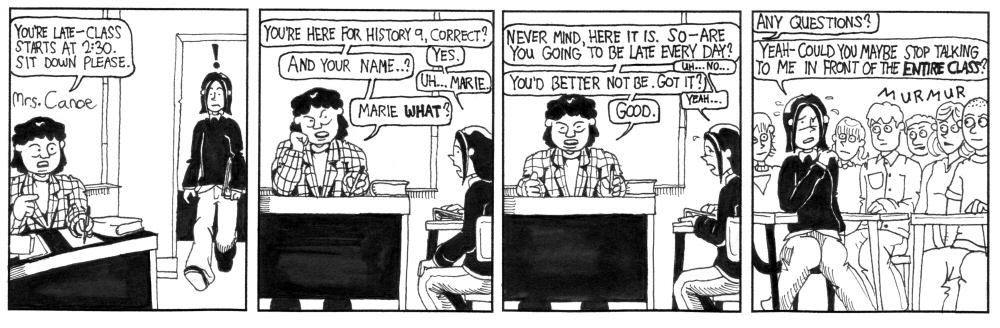 YOU'RE LATE-CLASS
STARTS AT 2:30.
SIT DOWN PLEASE.
!
Mrs. Canoe
YOU'RE HERE FOR HISTORY 9, CORRECT?
YES.
AND YOUR NAME..?
UH... MARIE..
MARIE WHAT?
NEVER MIND, HERE IT IS. SO-ARE
YOU GOING TO BE LATE EVERY DAY?
UH...NO...
YOU'D BETTER NOT BE. GOT IT?
YEAH...
GOOD.
ANY QUESTIONS?
YEAH-COULD YOU MAYBE STOP TALKING
TO ME IN FRONT OF THE ENTIRE CLASS?
MURMUR